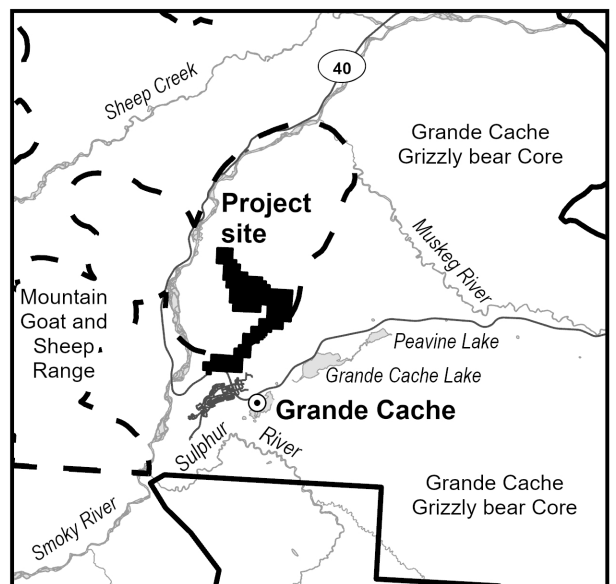 40
Sheep Creek
Grande Cache
Grizzly bear Core
Project
site
Muskeg River
Mountain
Goat and
Sheep
Range
Peavine Lake
Grande Cache Lake
Grande Cache
Sulphur River
Grande Cache
Grizzly bear Core
Smoky River